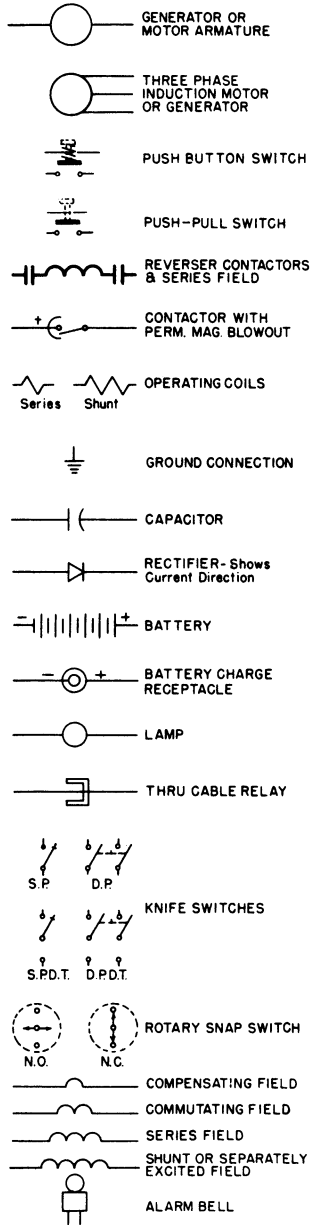 GENERATOR OR
MOTOR ARMATURE
THREE PHASE
INDUCTION MOTOR
OR GENERATOR
PUSH BUTTON SWITCH
PUSH-PULL SWITCH
REVERSER CONTACTORS
& SERIES FIELD
+
CONTACTOR WITH
PERM. MAG. BLOWOUT
Series Shunt
OPERATING COILS
GROUND CONNECTION
CAPACITOR
RECTIFIER-Shows
Current Direction
- +
BATTERY
- +
BATTERY CHARGE
RECEPTACLE
LAMP
THRU CABLE RELAY
S.P. D.P.
KNIFE SWITCHES
S.P.D.T. D.P.D.T.
ROTARY SNAP SWITCH
N.O. N.C.
COMPENSATING FIELD
COMMUTATING FIELD
SERIES FIELD
SHUNT OR SEPARATELY
EXCITED FIELD
ALARM BELL